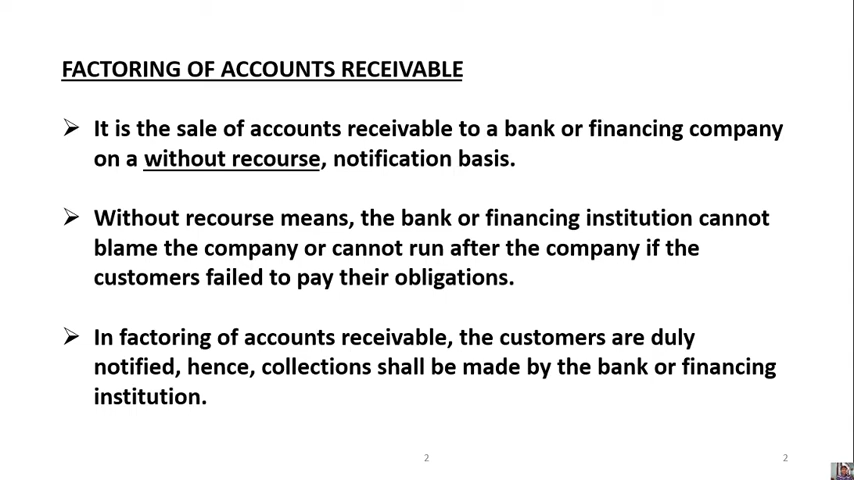 FACTORING OF ACCOUNTS RECEIVABLE
➢ It is the sale of accounts receivable to a bank or financing company
on a without recourse, notification basis.
➢ Without recourse means, the bank or financing institution cannot
blame the company or cannot run after the company if the
customers failed to pay their obligations.
➢ In factoring of accounts receivable, the customers are duly
notified, hence, collections shall be made by the bank or financing
institution.
2
2